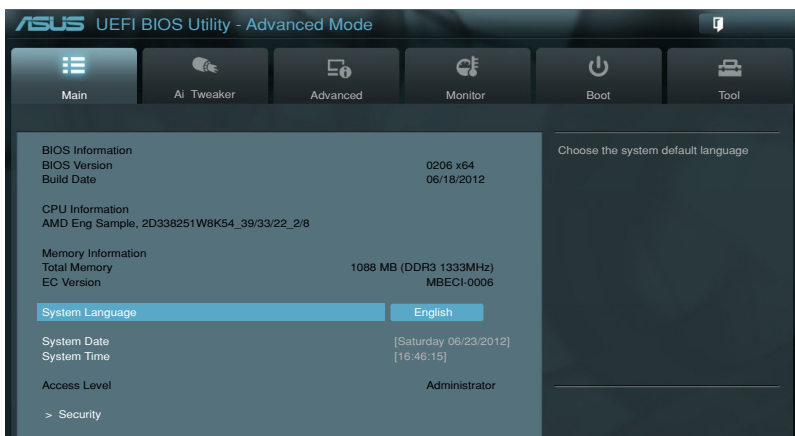 ASUS UEFI BIOS Utility - Advanced Mode
Main Ai Tweaker Advanced Monitor Boot Tool
BIOS Information
BIOS Version 0206 x64
Build Date 06/18/2012
CPU Information
AMD Eng Sample, 2D338251W8K54_39/33/22_2/8
Memory Information
Total Memory 1088 MB (DDR3 1333MHz)
EC Version MBECI-0006
System Language English
System Date [Saturday 06/23/2012]
System Time [16:46:15]
Access Level Administrator
> Security
Choose the system default language